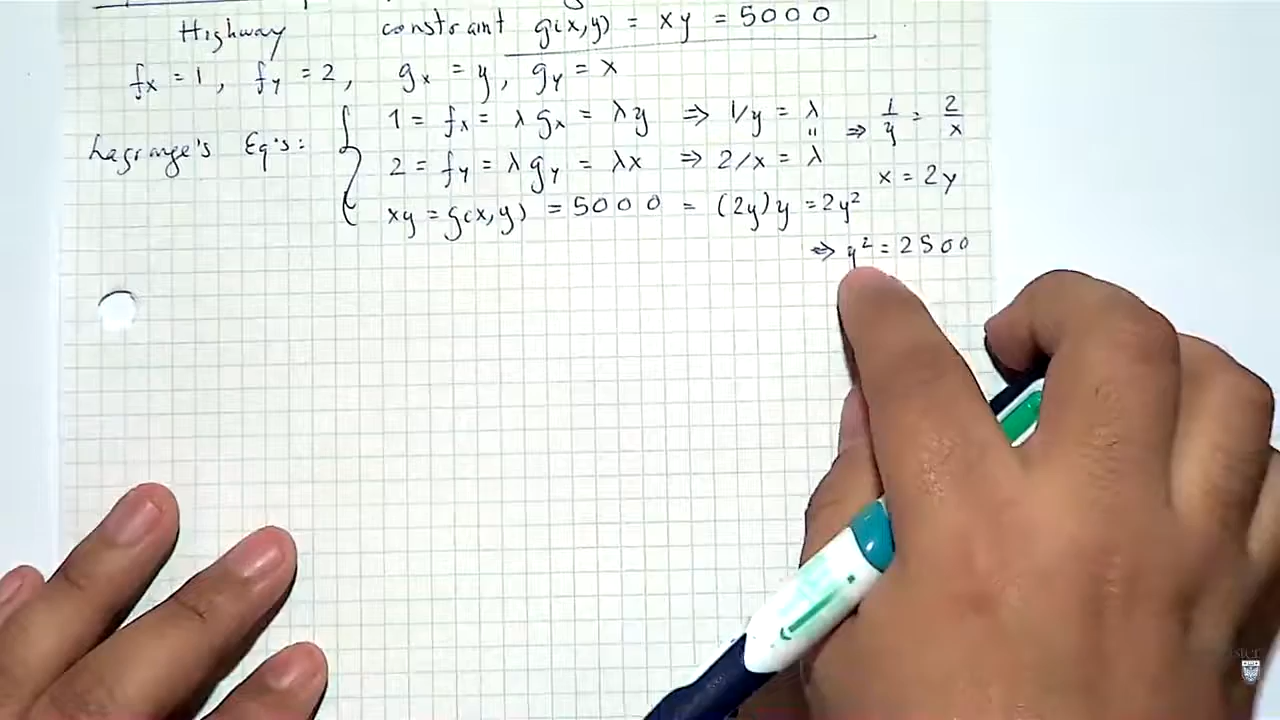 Highway constraint g(x,y) = xy = 5000
fx = 1, fy = 2, gx = y, gy = x
Lagrange's Eq's: { 1 = fx = λ gx = λy ⇒ 1/y = λ
2 = fy = λ gy = λx ⇒ 2/x = λ
⇒ 1/y = 2/x
x = 2y
xy = g(x,y) = 5000 = (2y)y = 2y²
⇒ y² = 2500